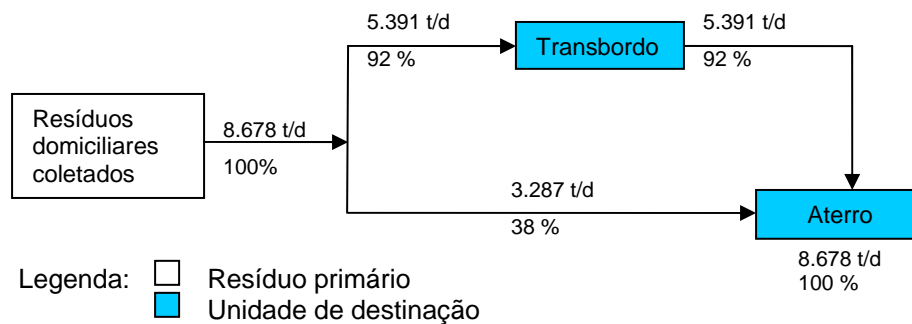 5.391 t/d
92 %
Transbordo
5.391 t/d
92 %
Resíduos
domiciliares
coletados
8.678 t/d
100%
3.287 t/d
38 %
Aterro
8.678 t/d
100 %
Legenda:
Resíduo primário
Unidade de destinação